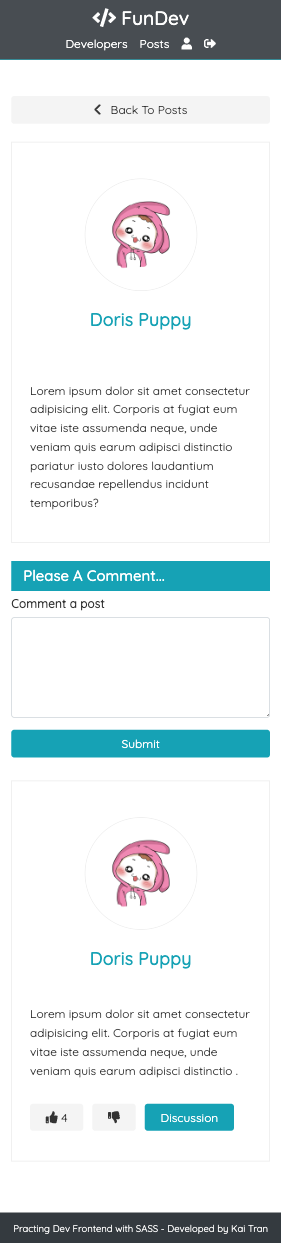 </> FunDev
Developers Posts
Back To Posts
Doris Puppy
Lorem ipsum dolor sit amet consectetur
adipisicing elit. Corporis at fugiat eum
vitae iste assumenda neque, unde
veniam quis earum adipisci distinctio
pariatur iusto dolores laudantium
recusandae repellendus incidunt
temporibus?
Please A Comment...
Comment a post
Submit
Doris Puppy
Lorem ipsum dolor sit amet consectetur
adipisicing elit. Corporis at fugiat eum
vitae iste assumenda neque, unde
veniam quis earum adipisci distinctio .
4 Discussion
Practing Dev Frontend with SASS - Developed by Kai Tran